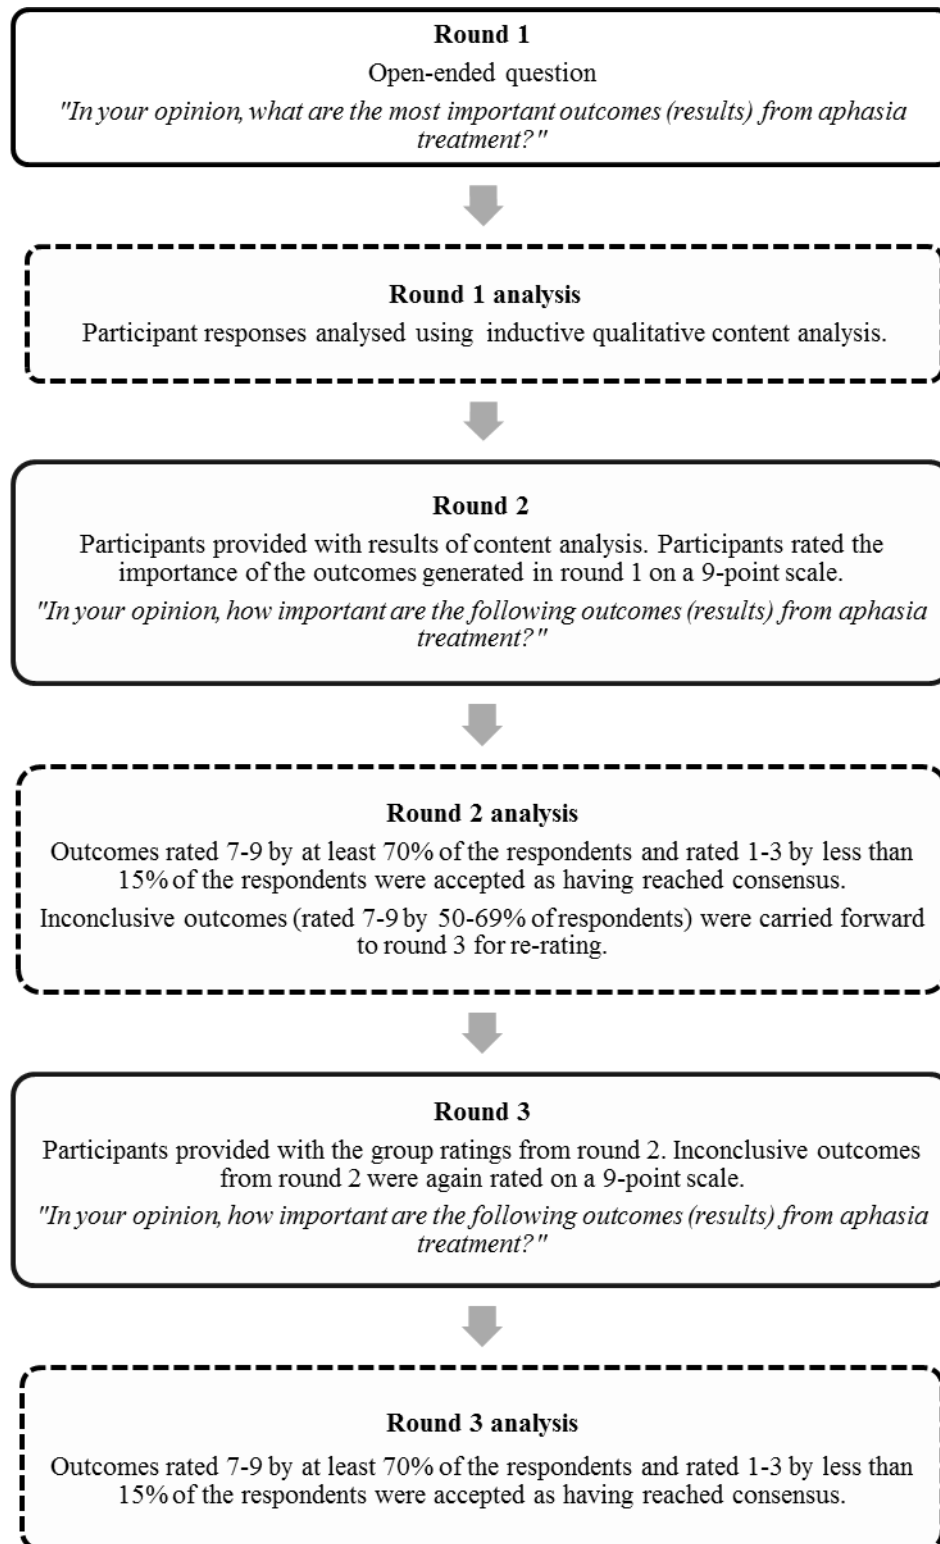 Round 1
Open-ended question
"In your opinion, what are the most important outcomes (results) from aphasia
treatment?"
Round 1 analysis
Participant responses analysed using inductive qualitative content analysis.
Round 2
Participants provided with results of content analysis. Participants rated the
importance of the outcomes generated in round 1 on a 9-point scale.
"In your opinion, how important are the following outcomes (results) from aphasia
treatment?"
Round 2 analysis
Outcomes rated 7-9 by at least 70% of the respondents and rated 1-3 by less than
15% of the respondents were accepted as having reached consensus.
Inconclusive outcomes (rated 7-9 by 50-69% of respondents) were carried forward
to round 3 for re-rating.
Round 3
Participants provided with the group ratings from round 2. Inconclusive outcomes
from round 2 were again rated on a 9-point scale.
"In your opinion, how important are the following outcomes (results) from aphasia
treatment?"
Round 3 analysis
Outcomes rated 7-9 by at least 70% of the respondents and rated 1-3 by less than
15% of the respondents were accepted as having reached consensus.